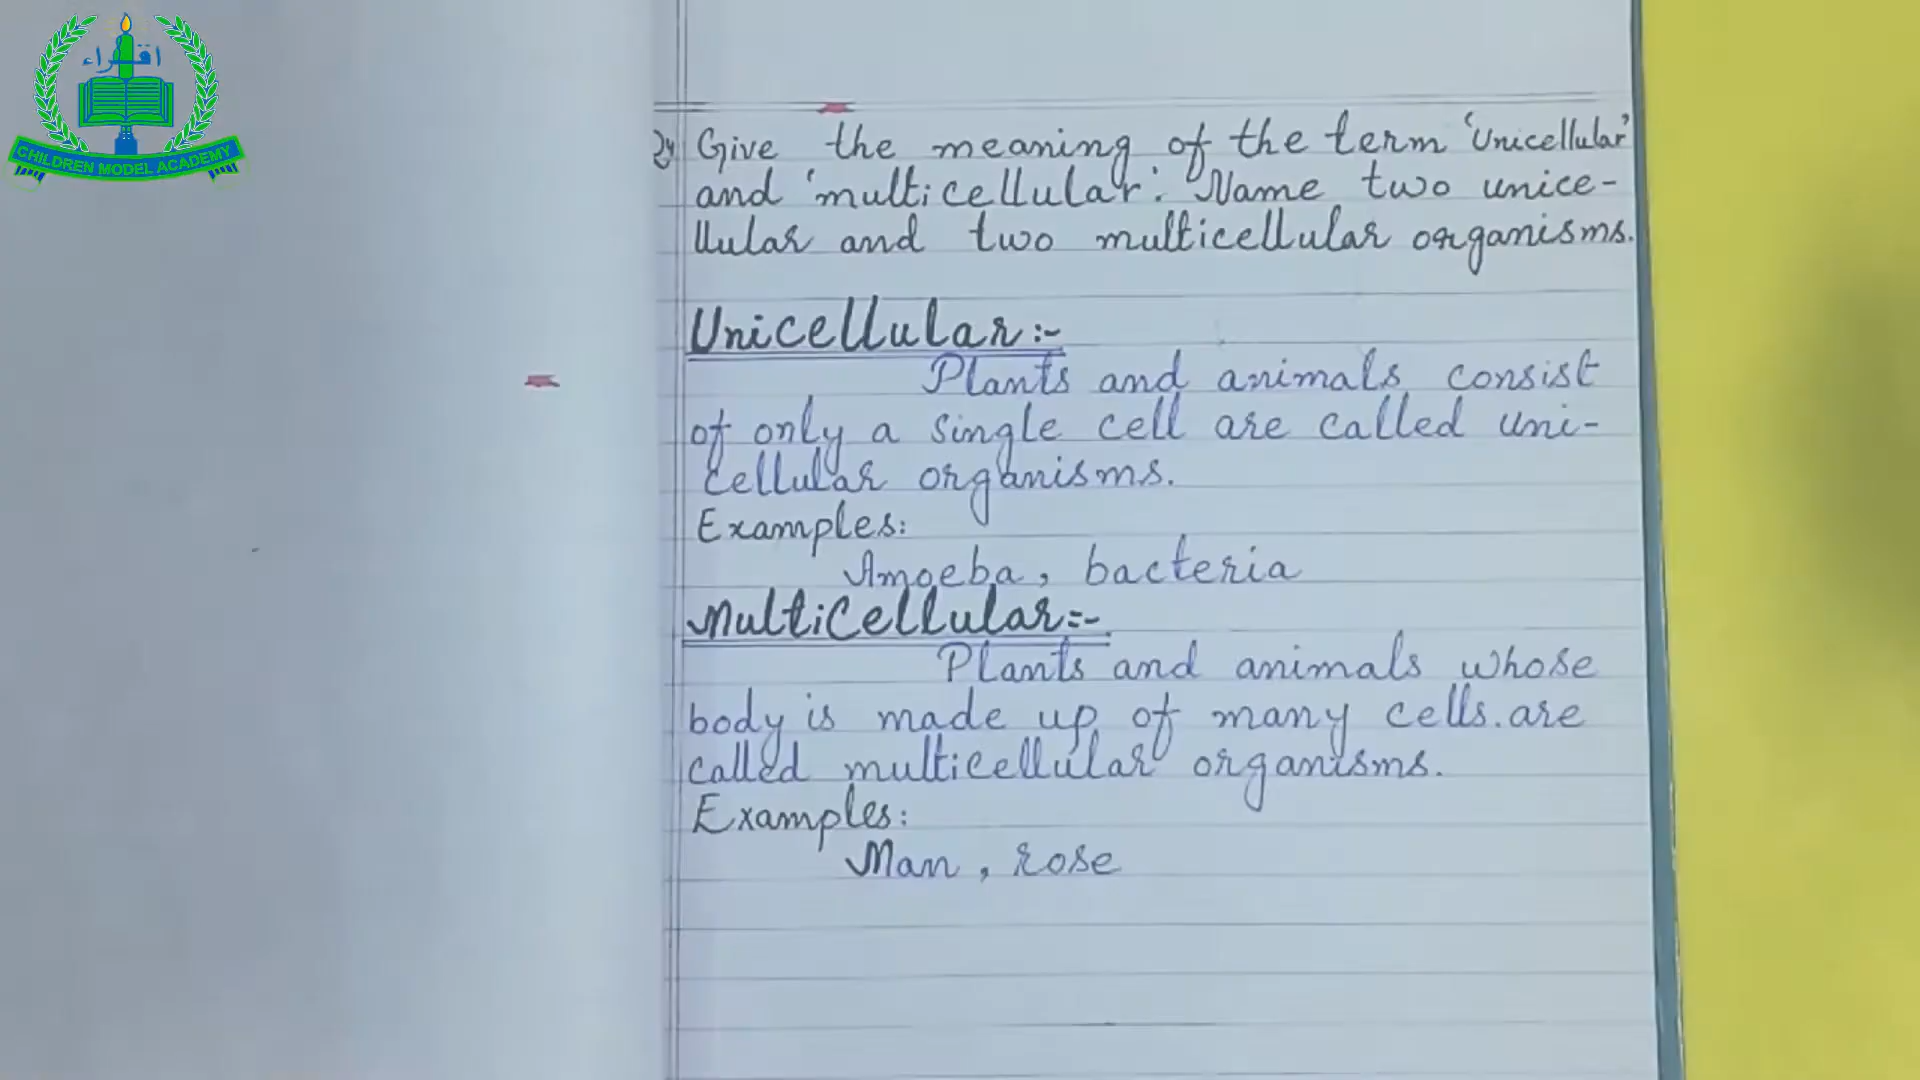 اقراء
CHILDREN MODEL ACADEMY
Give the meaning of the term 'Unicellular'
and 'multicellular'. Name two unice-
llular and two multicellular organisms.
Unicellular:-
Plants and animals consist
of only a single cell are called uni-
cellular organisms.
Examples:
Amoeba, bacteria
MultiCellular:-
Plants and animals whose
body is made up of many cells. are
called multicellular organisms.
Examples:
Man, rose